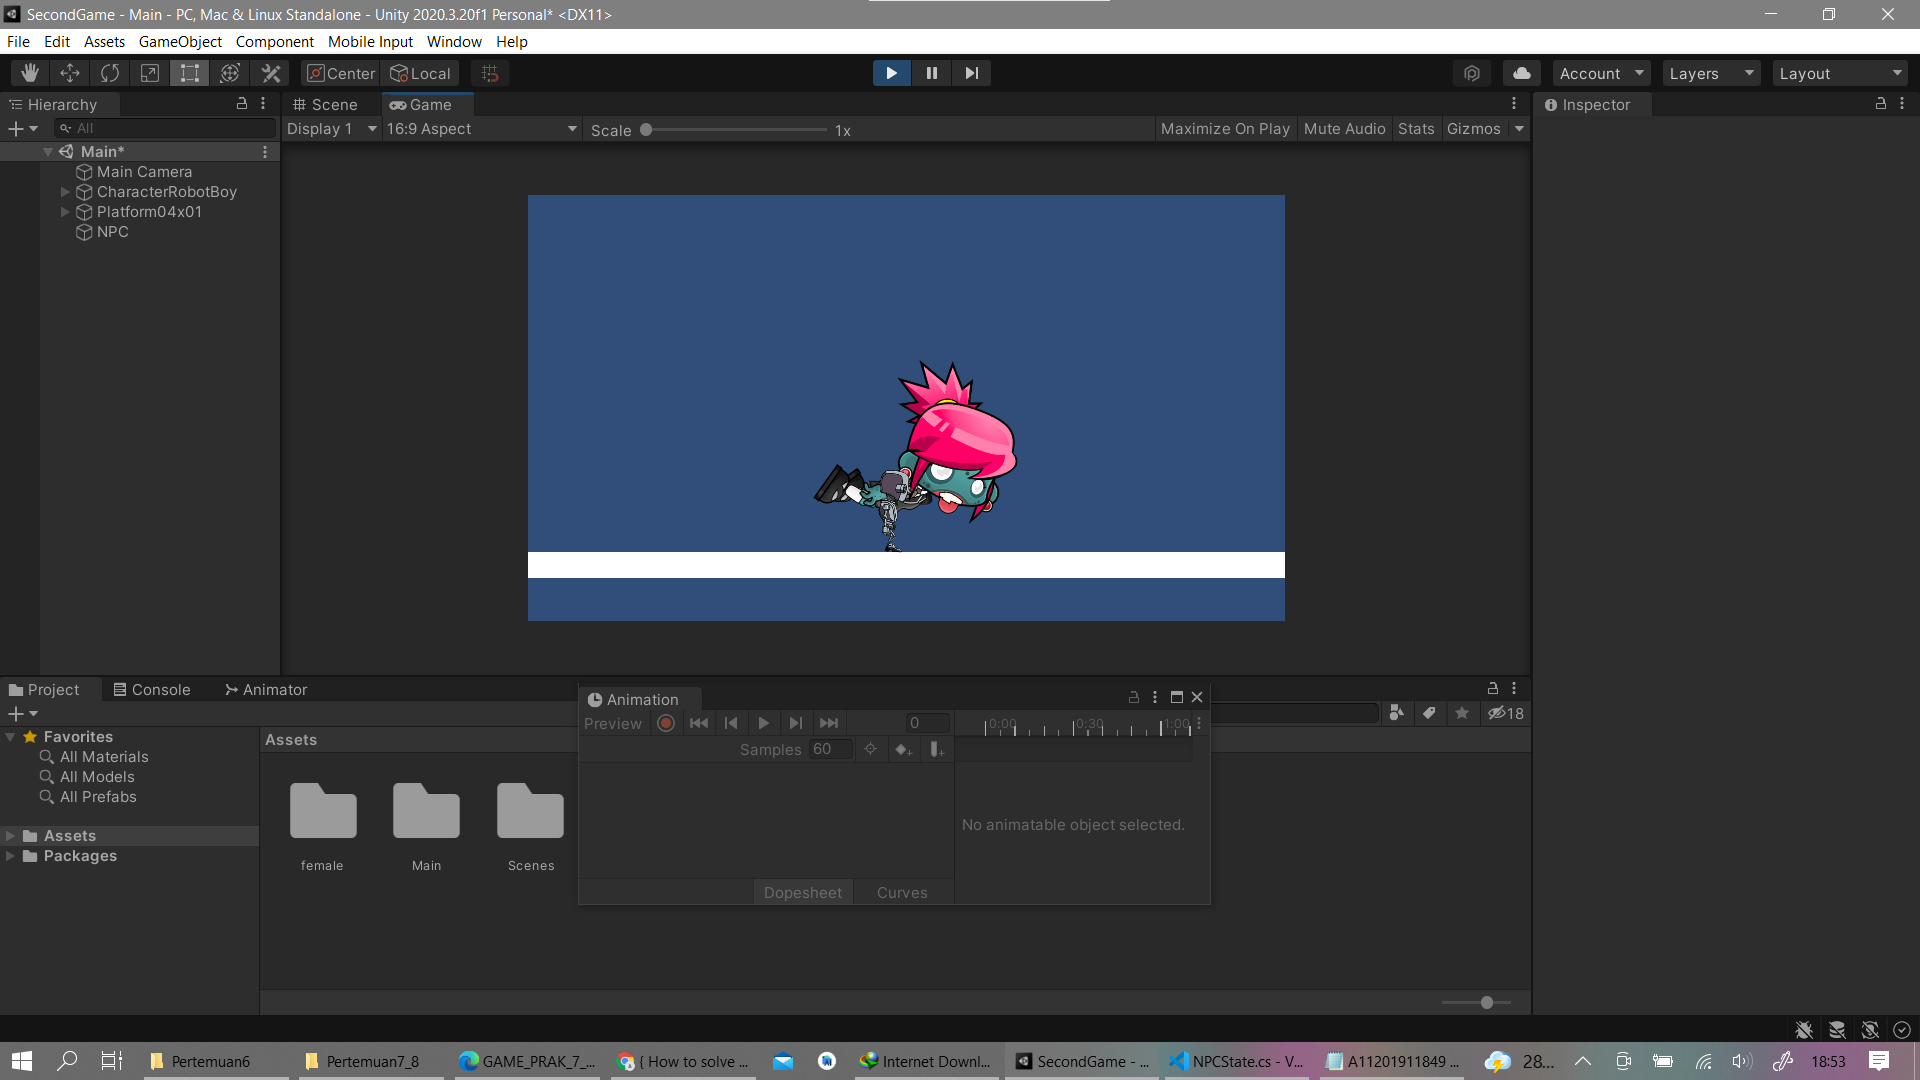 SecondGame - Main - PC, Mac & Linux Standalone - Unity 2020.3.20f1 Personal* <DX11>
File Edit Assets GameObject Component Mobile Input Window Help
Center Local Account Layers Layout
Hierarchy Scene Game Inspector
All Display 1 16:9 Aspect Scale 1x Maximize On Play Mute Audio Stats Gizmos
Main*
Main Camera
CharacterRobotBoy
Platform04x01
NPC
Project Console Animator
Animation
Preview 0 0:00 0:30 1:00 18
Favorites Assets Samples 60
All Materials
All Models
All Prefabs
No animatable object selected.
Assets
Packages
female Main Scenes
Dopesheet Curves
Pertemuan6 Pertemuan7_8 GAME_PRAK_7_... { How to solve ... Internet Downl... SecondGame - ... NPCState.cs - V... A11201911849 ... 28... 18:53